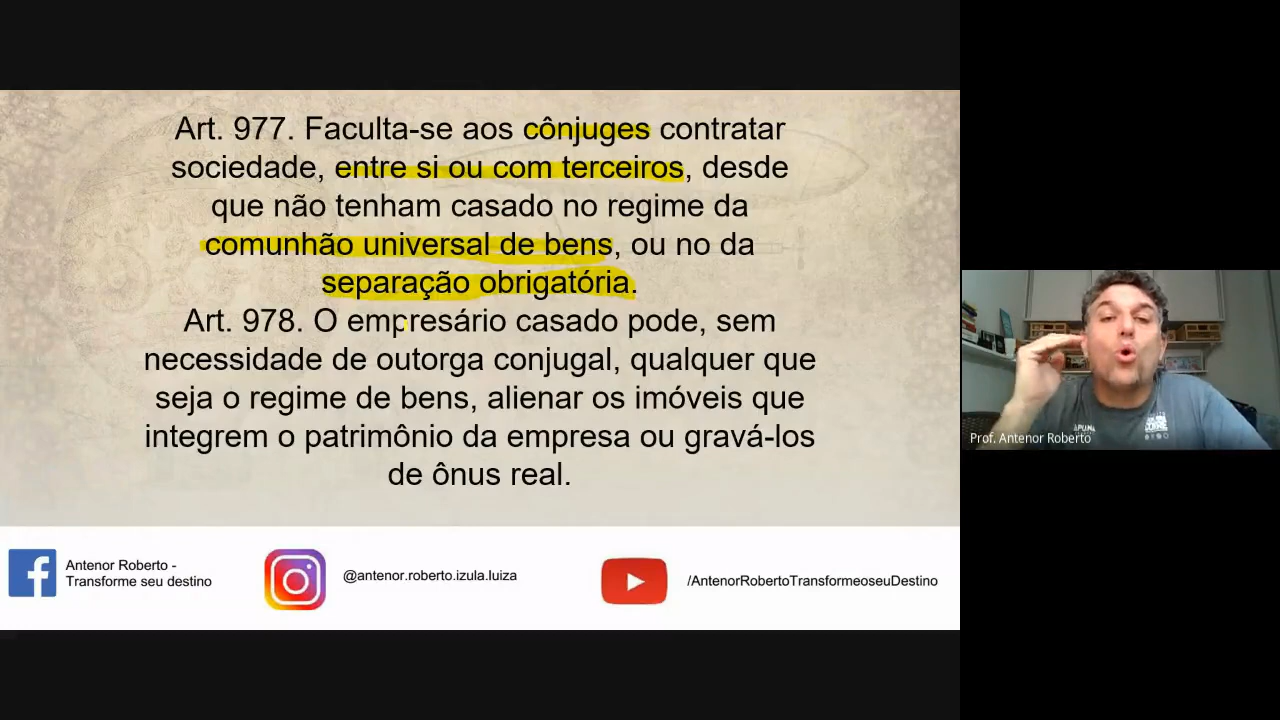 Art. 977. Faculta-se aos cônjuges contratar
sociedade, entre si ou com terceiros, desde
que não tenham casado no regime da
comunhão universal de bens, ou no da
separação obrigatória.
Art. 978. O empresário casado pode, sem
necessidade de outorga conjugal, qualquer que
seja o regime de bens, alienar os imóveis que
integrem o patrimônio da empresa ou gravá-los
de ônus real.
Antenor Roberto -
Transforme seu destino
@antenor.roberto.izula.luiza
/AntenorRobertoTransformeoseuDestino
Prof. Antenor Roberto